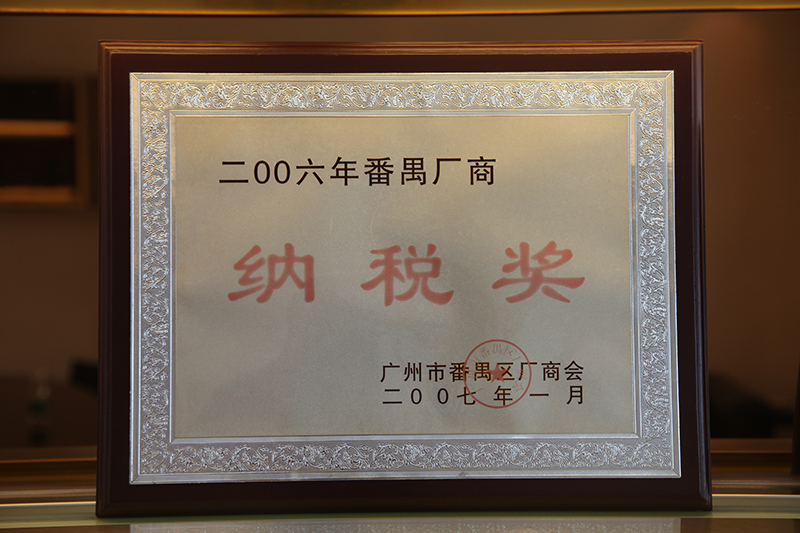 二00六年番禺厂商
纳税奖
广州市番禺区厂商会
二00七年一月